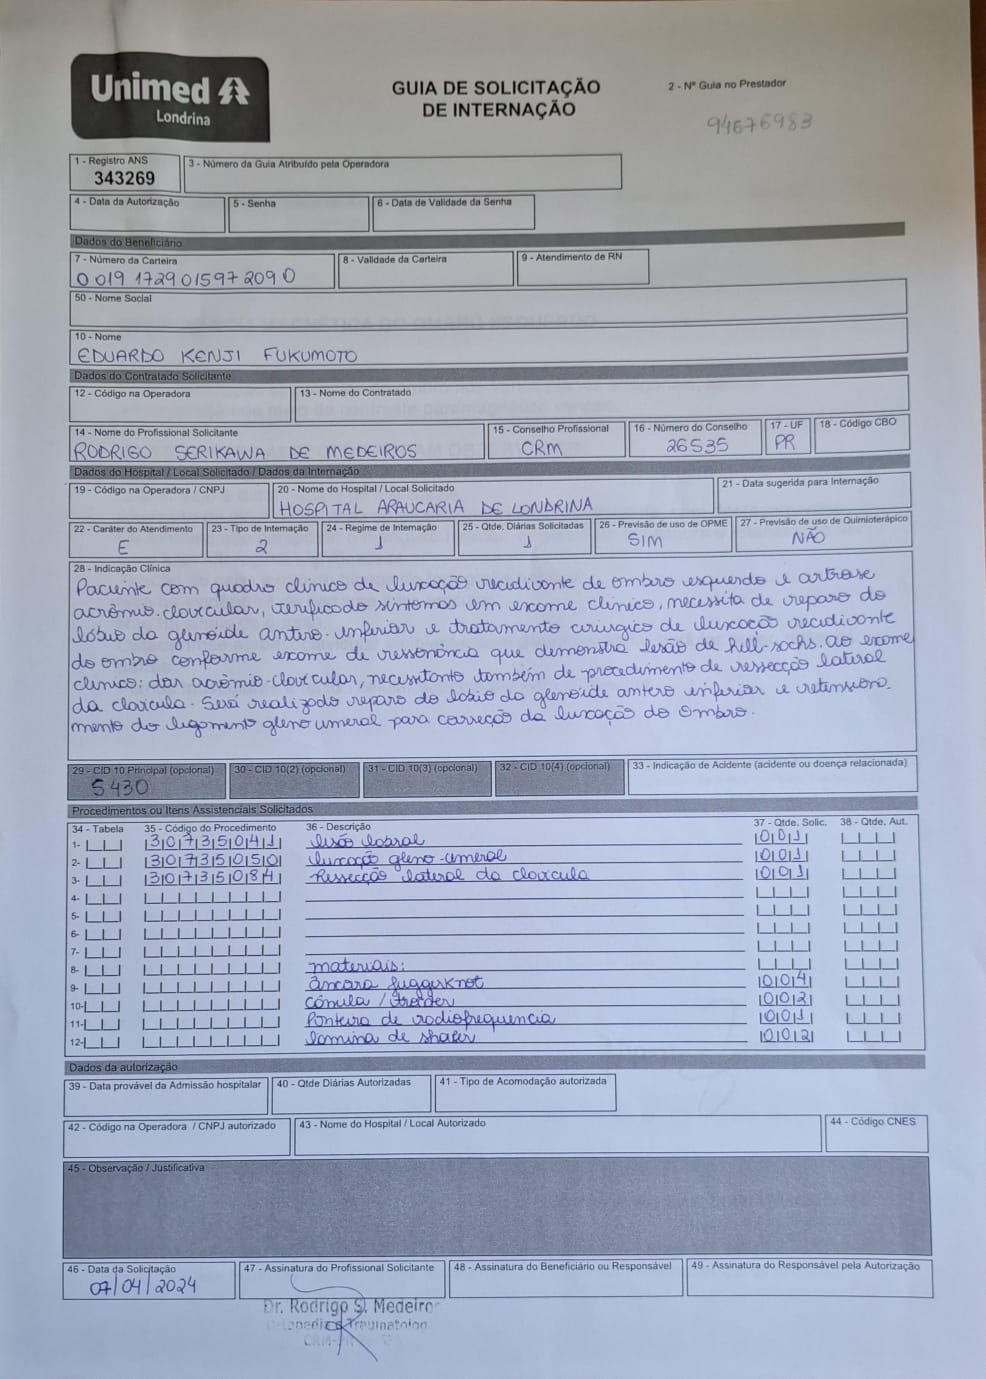 Unimed
Londrina
GUIA DE SOLICITAÇÃO
DE INTERNAÇÃO
2 - Nº Guia no Prestador
94676983
1 - Registro ANS
343269
3 - Número da Guia Atribuído pela Operadora
4 - Data da Autorização
5 - Senha
6 - Data de Validade da Senha
Dados do Beneficiário
7 - Número da Carteira
0 019 172901597209 0
8 - Validade da Carteira
9 - Atendimento de RN
50 - Nome Social
10 - Nome
EDUARDO KENJI FUKUMOTO
Dados do Contratado Solicitante
12 - Código na Operadora
13 - Nome do Contratado
14 - Nome do Profissional Solicitante
RODRIGO SERIKAWA DE MEDEIROS
15 - Conselho Profissional
CRM
16 - Número do Conselho
26535
17 - UF
PR
18 - Código CBO
Dados do Hospital / Local Solicitado / Dados da Internação
19 - Código na Operadora / CNPJ
20 - Nome do Hospital / Local Solicitado
HOSPITAL ARAUCARIA DE LONDRINA
21 - Data sugerida para Internação
22 - Caráter do Atendimento
E
23 - Tipo de Internação
2
24 - Regime de Internação
1
25 - Qtde. Diárias Solicitadas
1
26 - Previsão de uso de OPME
SIM
27 - Previsão de uso de Quimioterápico
NÃO
28 - Indicação Clínica
Paciente com quadro clinico de luxação recidivante de ombro esquerdo e artrose
acrômio-clavicular, verificado sintomas em exame clinico, necessita de reparo do
lábio da glenoide antero-inferior e tratamento cirurgico de luxação recidivante
do ombro conforme exame de ressonância que demonstra lesão de hill-sachs. ao exame
clinico: dor acrômio-clavicular, necessitanto também de procedimento de ressecção lateral
da clavicula. Será realizado reparo do labio da glenoide antero inferior e retensiona-
mento do ligamento gleno umeral para correção da luxação do ombro.
29 - CID 10 Principal (opcional)
S430
30 - CID 10(2) (opcional)
31 - CID 10(3) (opcional)
32 - CID 10(4) (opcional)
33 - Indicação de Acidente (acidente ou doença relacionada)
Procedimentos ou Itens Assistenciais Solicitados
34 - Tabela 35 - Código do Procedimento 36 - Descrição 37 - Qtde. Solic. 38 - Qtde. Aut.
1- 30735041 lesão labral 001
2- 30735050 luxação gleno-umeral 001
3- 30735084 Ressecção lateral da clavicula 001
4-
5-
6-
7-
8- materiais:
9- âncora juggerknot 004
10- cânula / 002
11- Ponteira de radiofrequencia 001
12- lamina de shaver 002
Dados da autorização
39 - Data provável da Admissão hospitalar
40 - Qtde Diárias Autorizadas
41 - Tipo de Acomodação autorizada
42 - Código na Operadora / CNPJ autorizado
43 - Nome do Hospital / Local Autorizado
44 - Código CNES
45 - Observação / Justificativa
46 - Data da Solicitação
07/04/2024
47 - Assinatura do Profissional Solicitante
48 - Assinatura do Beneficiário ou Responsável
49 - Assinatura do Responsável pela Autorização
Dr. Rodrigo S. Medeiros